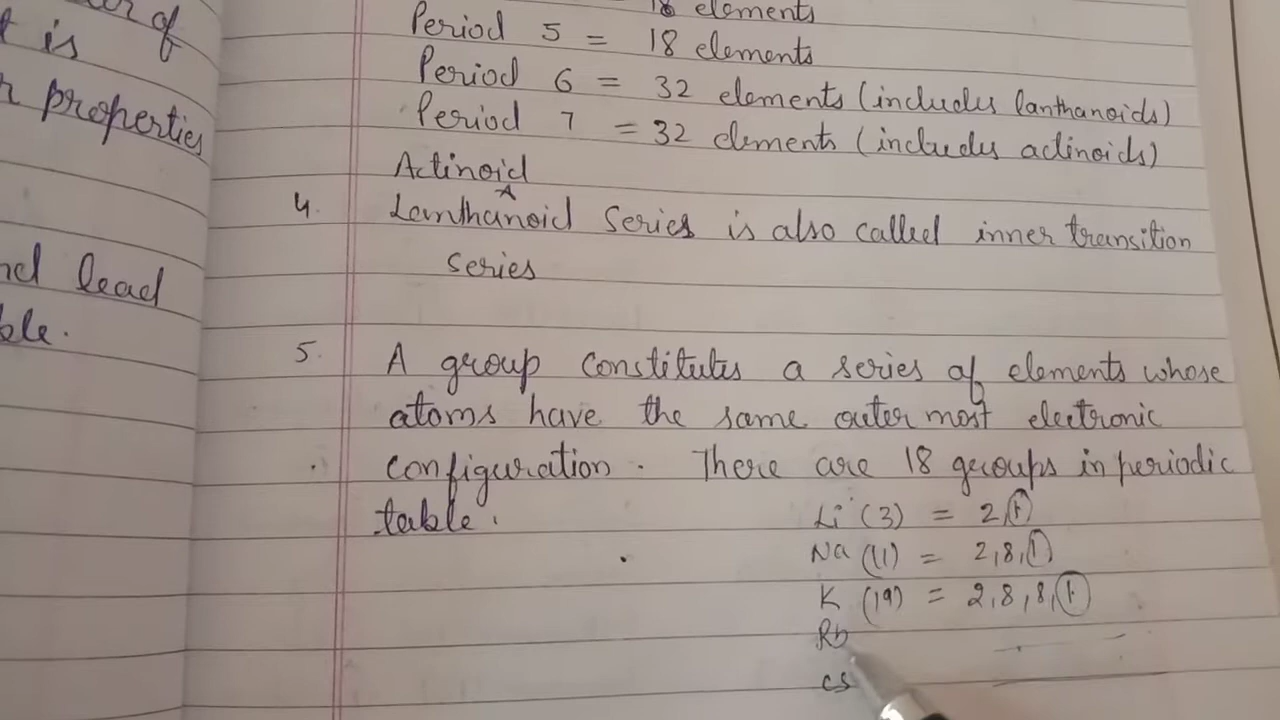 of
is
properties
lead
18 elements
Period 5 = 18 elements
Period 6 = 32 elements (includes lanthanoids)
Period 7 = 32 elements (includes actinoids)
Actinoid
4. Lanthanoid Series is also called inner transition
series
5. A group constitutes a series of elements whose
atoms have the same outer most electronic
configuration. There are 18 groups in periodic
table.
Li (3) = 2,1
Na (11) = 2,8,1
K (19) = 2,8,8,1
Rb
Cs